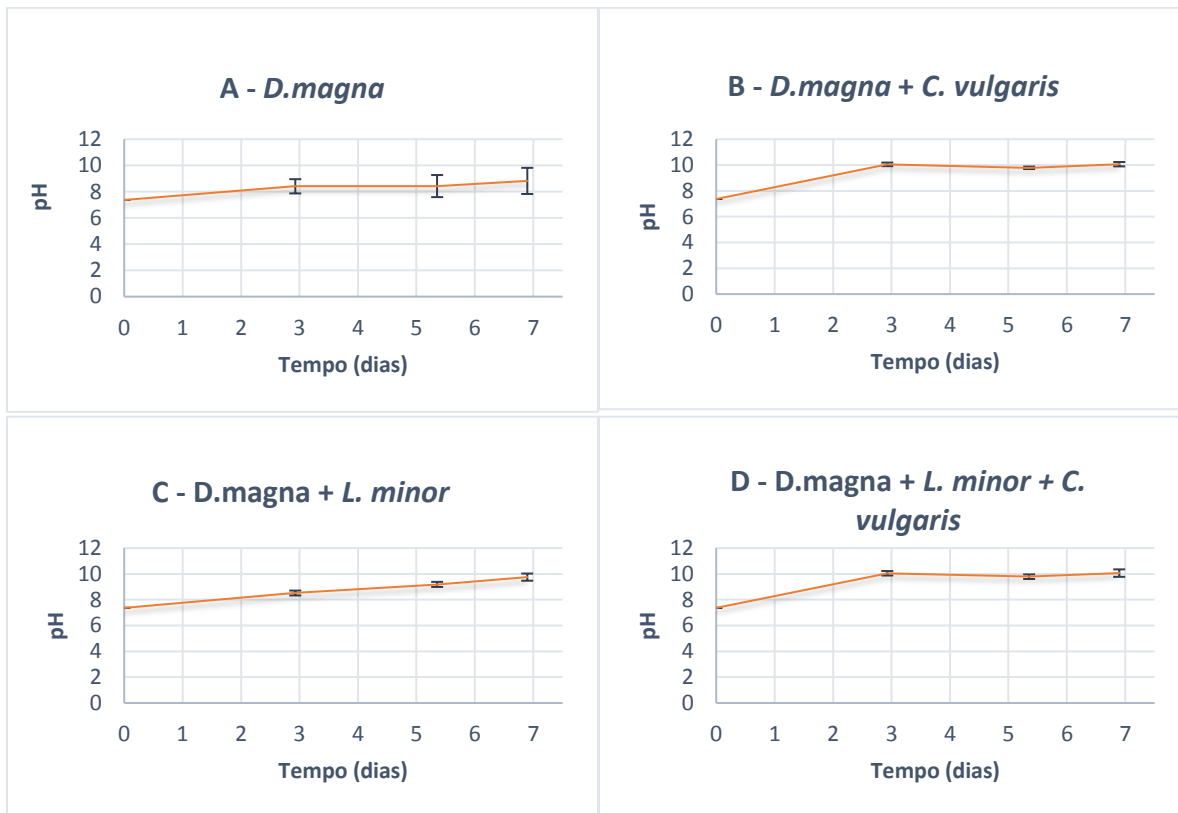 A - D.magna
12
10
8
6
4
2
0
pH
0 1 2 3 4 5 6 7
Tempo (dias)
B - D.magna + C. vulgaris
12
10
8
6
4
2
0
pH
0 1 2 3 4 5 6 7
Tempo (dias)
C - D.magna + L. minor
12
10
8
6
4
2
0
pH
0 1 2 3 4 5 6 7
Tempo (dias)
D - D.magna + L. minor + C.
vulgaris
12
10
8
6
4
2
0
pH
0 1 2 3 4 5 6 7
Tempo (dias)